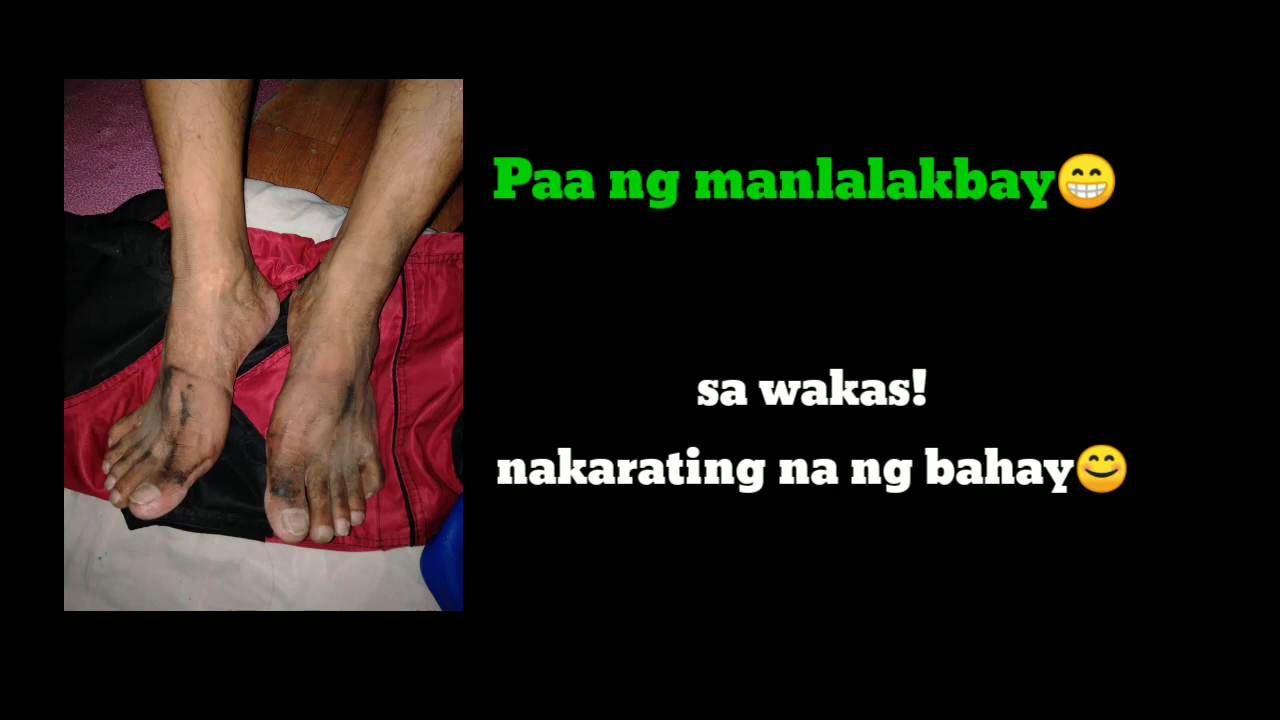 Paa ng manlalakbay😁
sa wakas!
nakarating na ng bahay😊